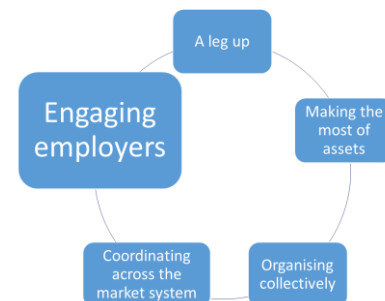 A leg up
Engaging
employers
Making the
most of
assets
Coordinating
across the
market system
Organising
collectively